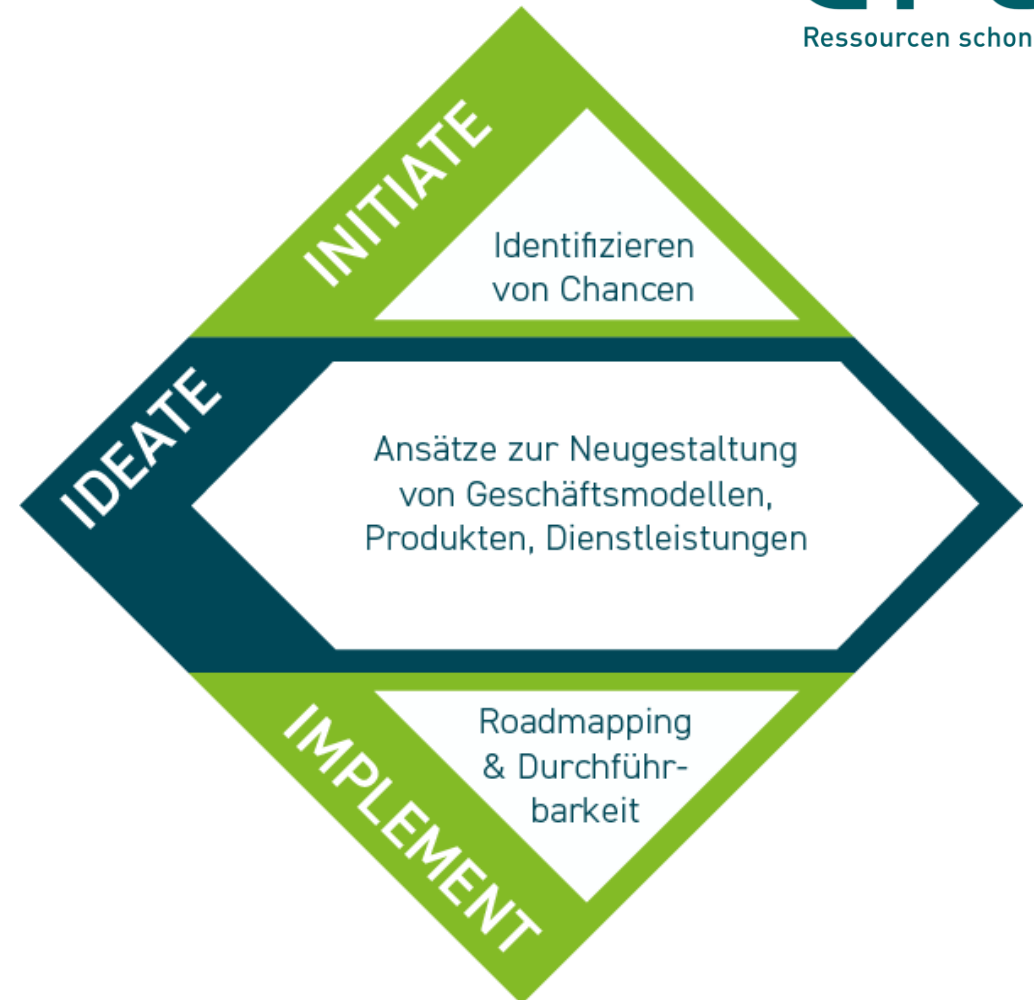 Ressourcen schon
INITIATE
Identifizieren
von Chancen
IDEATE
Ansätze zur Neugestaltung
von Geschäftsmodellen,
Produkten, Dienstleistungen
IMPLEMENT
Roadmapping
& Durchführ-
barkeit